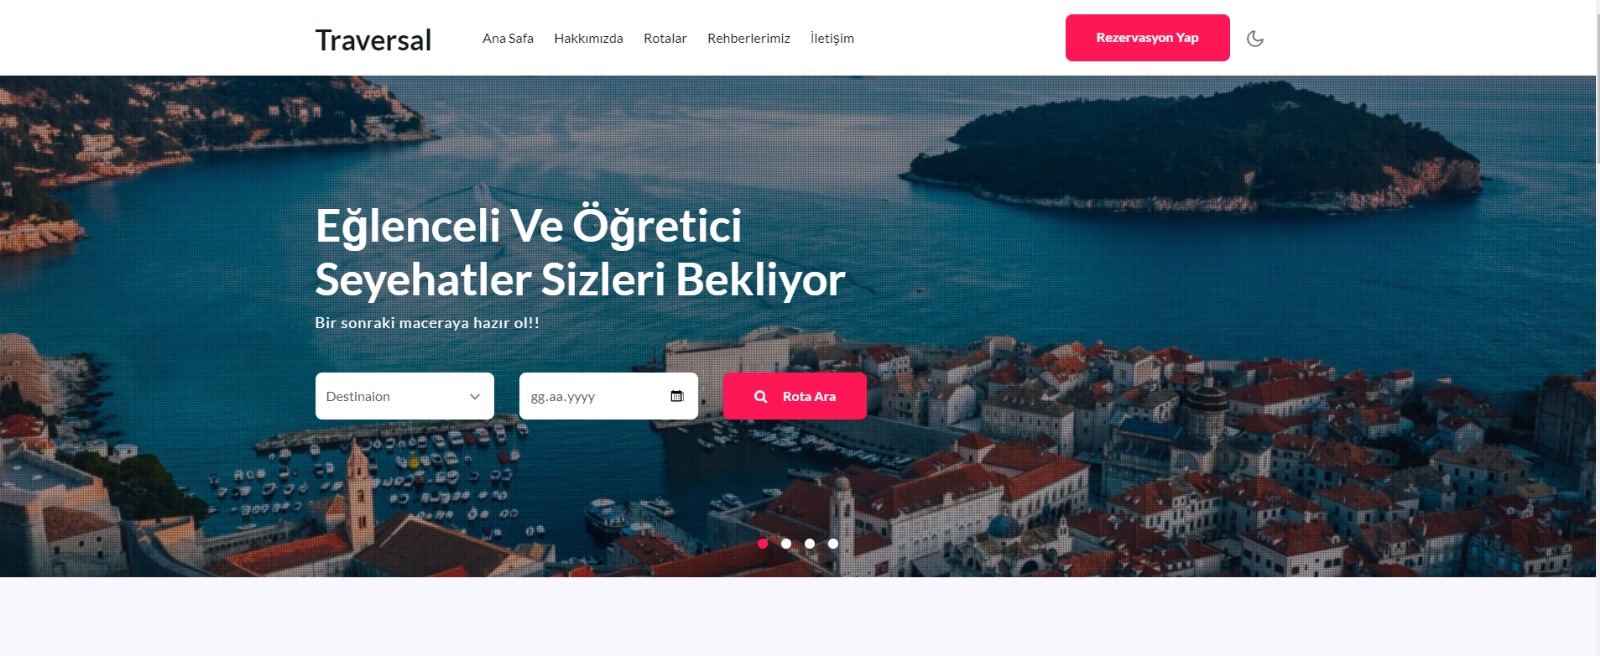 Traversal
Ana Safa
Hakkımızda
Rotalar
Rehberlerimiz
İletişim
Rezervasyon Yap
Eğlenceli Ve Öğretici
Seyehatler Sizleri Bekliyor
Bir sonraki maceraya hazır ol!!
Destinaion
gg.aa.yyyy
Rota Ara